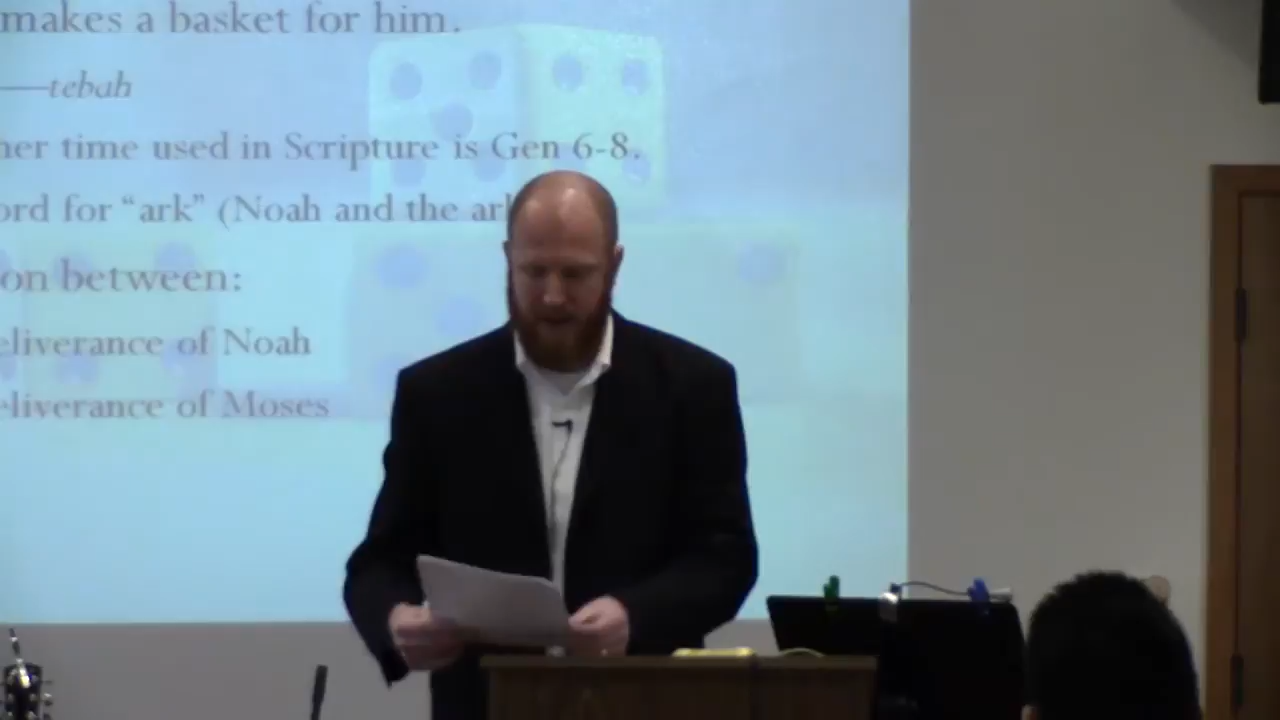 makes a basket for him.
—tebah
her time used in Scripture is Gen 6-8.
ord for “ark” (Noah and the ark
on between:
eliverance of Noah
eliverance of Moses